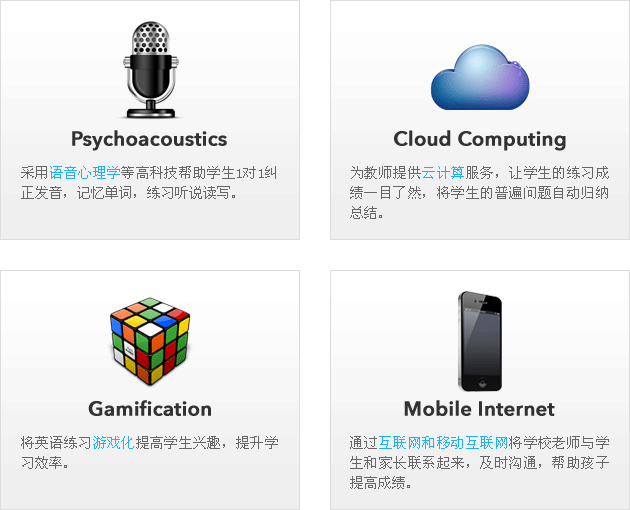 Psychoacoustics
采用语音心理学等高科技帮助学生1对1纠
正发音，记忆单词，练习听说读写。
Cloud Computing
为教师提供云计算服务，让学生的练习成
绩一目了然，将学生的普遍问题自动归纳
总结。
Gamification
将英语练习游戏化提高学生兴趣，提升学
习效率。
Mobile Internet
通过互联网和移动互联网将学校老师与学
生和家长联系起来，及时沟通，帮助孩子
提高成绩。